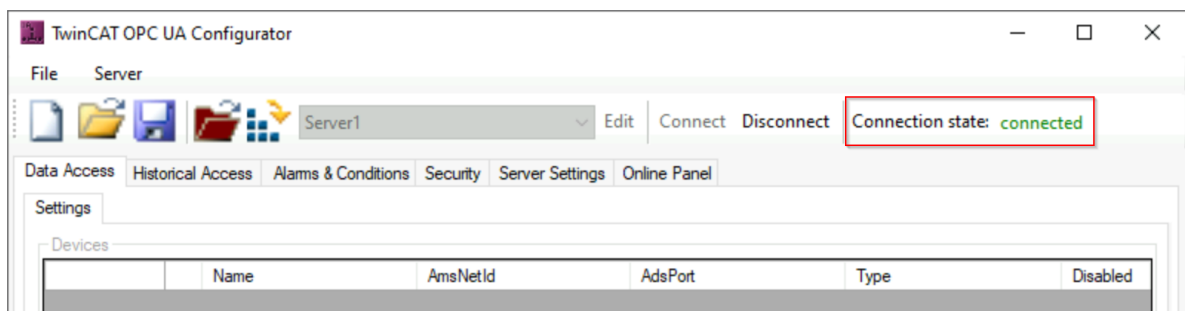 TwinCAT OPC UA Configurator
File Server
Server1 Edit Connect Disconnect Connection state: connected
Data Access Historical Access Alarms & Conditions Security Server Settings Online Panel
Settings
Devices
Name AmsNetId AdsPort Type Disabled